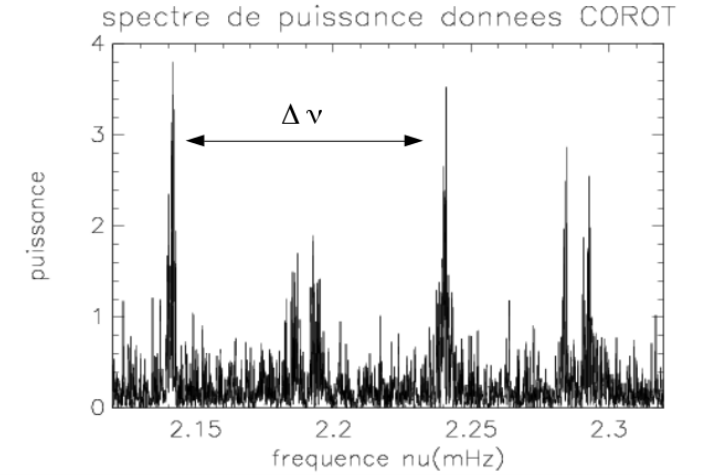 spectre de puissance donnees COROT
4
Δ ν
3
puissance
2
1
0
2.15 2.2 2.25 2.3
frequence nu(mHz)